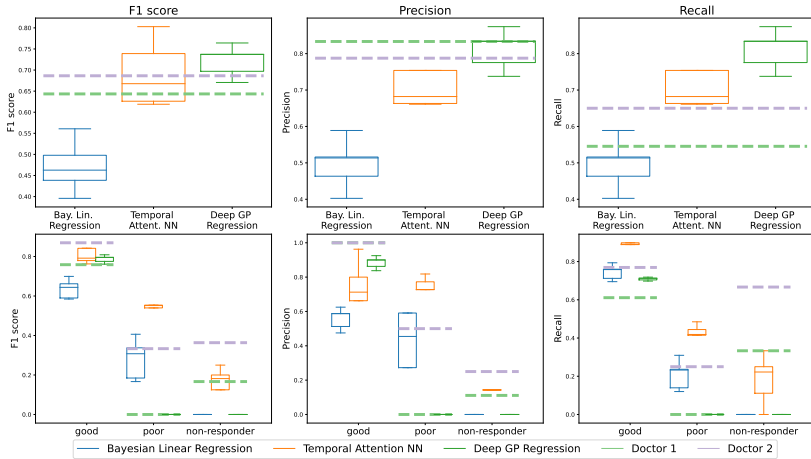 F1 score
Precision
Recall
F1 score
0.80
0.75
0.70
0.65
0.60
0.55
0.50
0.45
0.40
Bay. Lin.
Regression
Temporal
Attent. NN
Deep GP
Regression
Precision
0.8
0.7
0.6
0.5
0.4
Bay. Lin.
Regression
Temporal
Attent. NN
Deep GP
Regression
Recall
0.8
0.7
0.6
0.5
0.4
Bay. Lin.
Regression
Temporal
Attent. NN
Deep GP
Regression
F1 score
0.8
0.6
0.4
0.2
0.0
good
poor
non-responder
Precision
1.0
0.8
0.6
0.4
0.2
0.0
good
poor
non-responder
Recall
0.8
0.6
0.4
0.2
0.0
good
poor
non-responder
Bayesian Linear Regression
Temporal Attention NN
Deep GP Regression
Doctor 1
Doctor 2